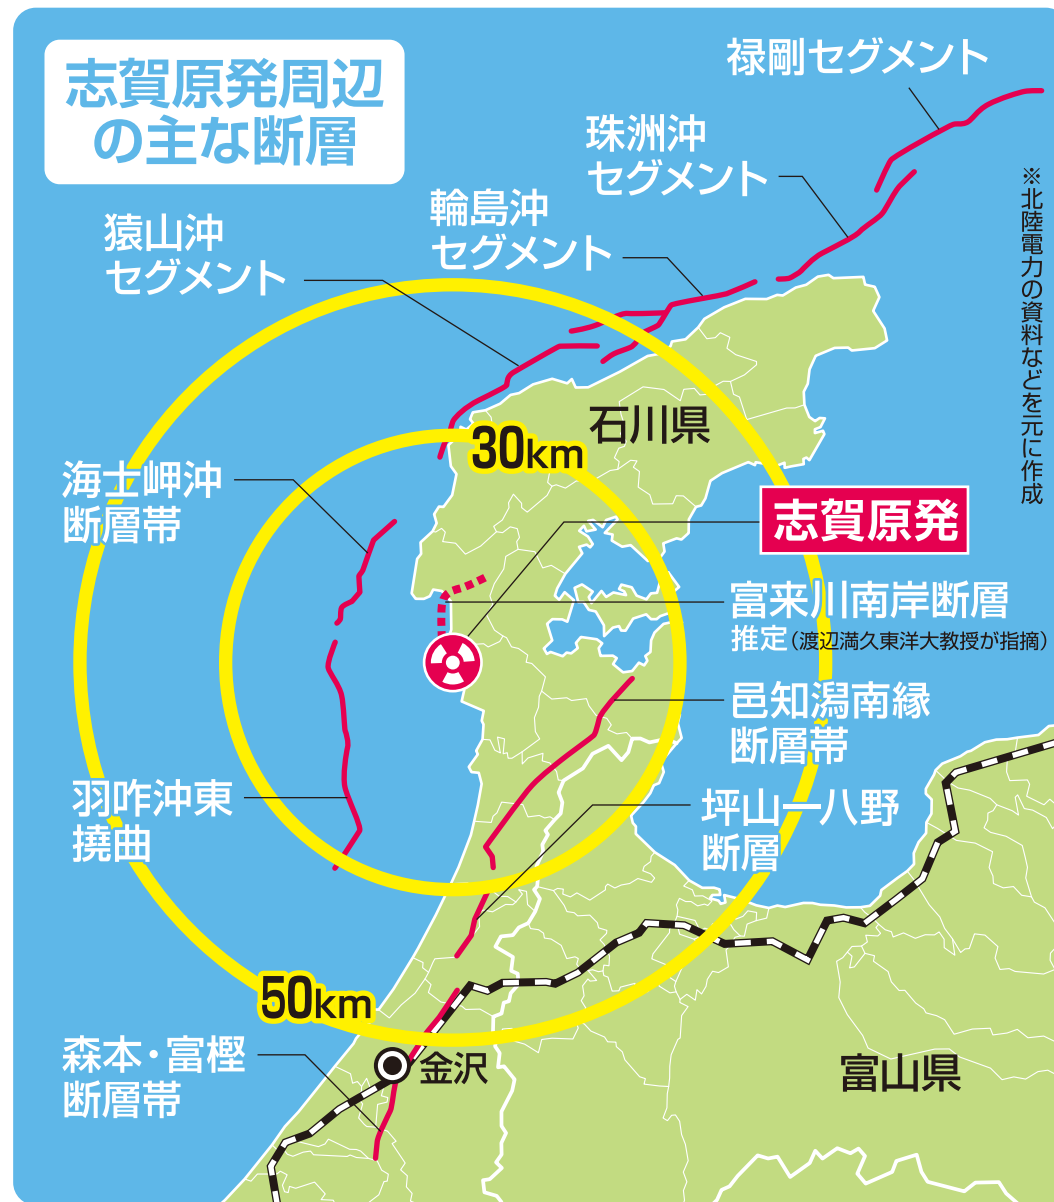 志賀原発周辺
の主な断層
禄剛セグメント
珠洲沖
セグメント
輪島沖
セグメント
猿山沖
セグメント
※北陸電力の資料などを元に作成
石川県
30km
海士岬沖
断層帯
志賀原発
富来川南岸断層
推定(渡辺満久東洋大教授が指摘)
邑知潟南縁
断層帯
羽咋沖東
撓曲
坪山一八野
断層
50km
森本・富樫
断層帯
金沢
富山県